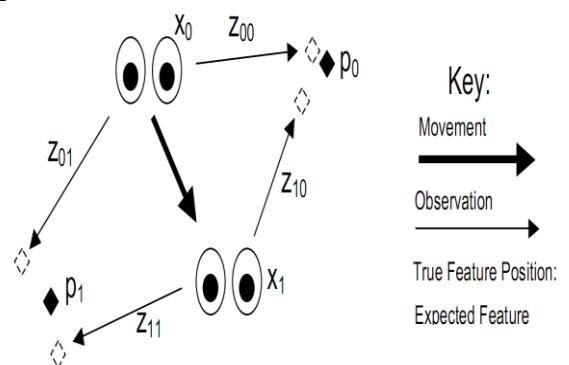 x₀
z₀₀
p₀
z₀₁
z₁₀
p₁
x₁
z₁₁
Key:
Movement
Observation
True Feature Position:
Expected Feature